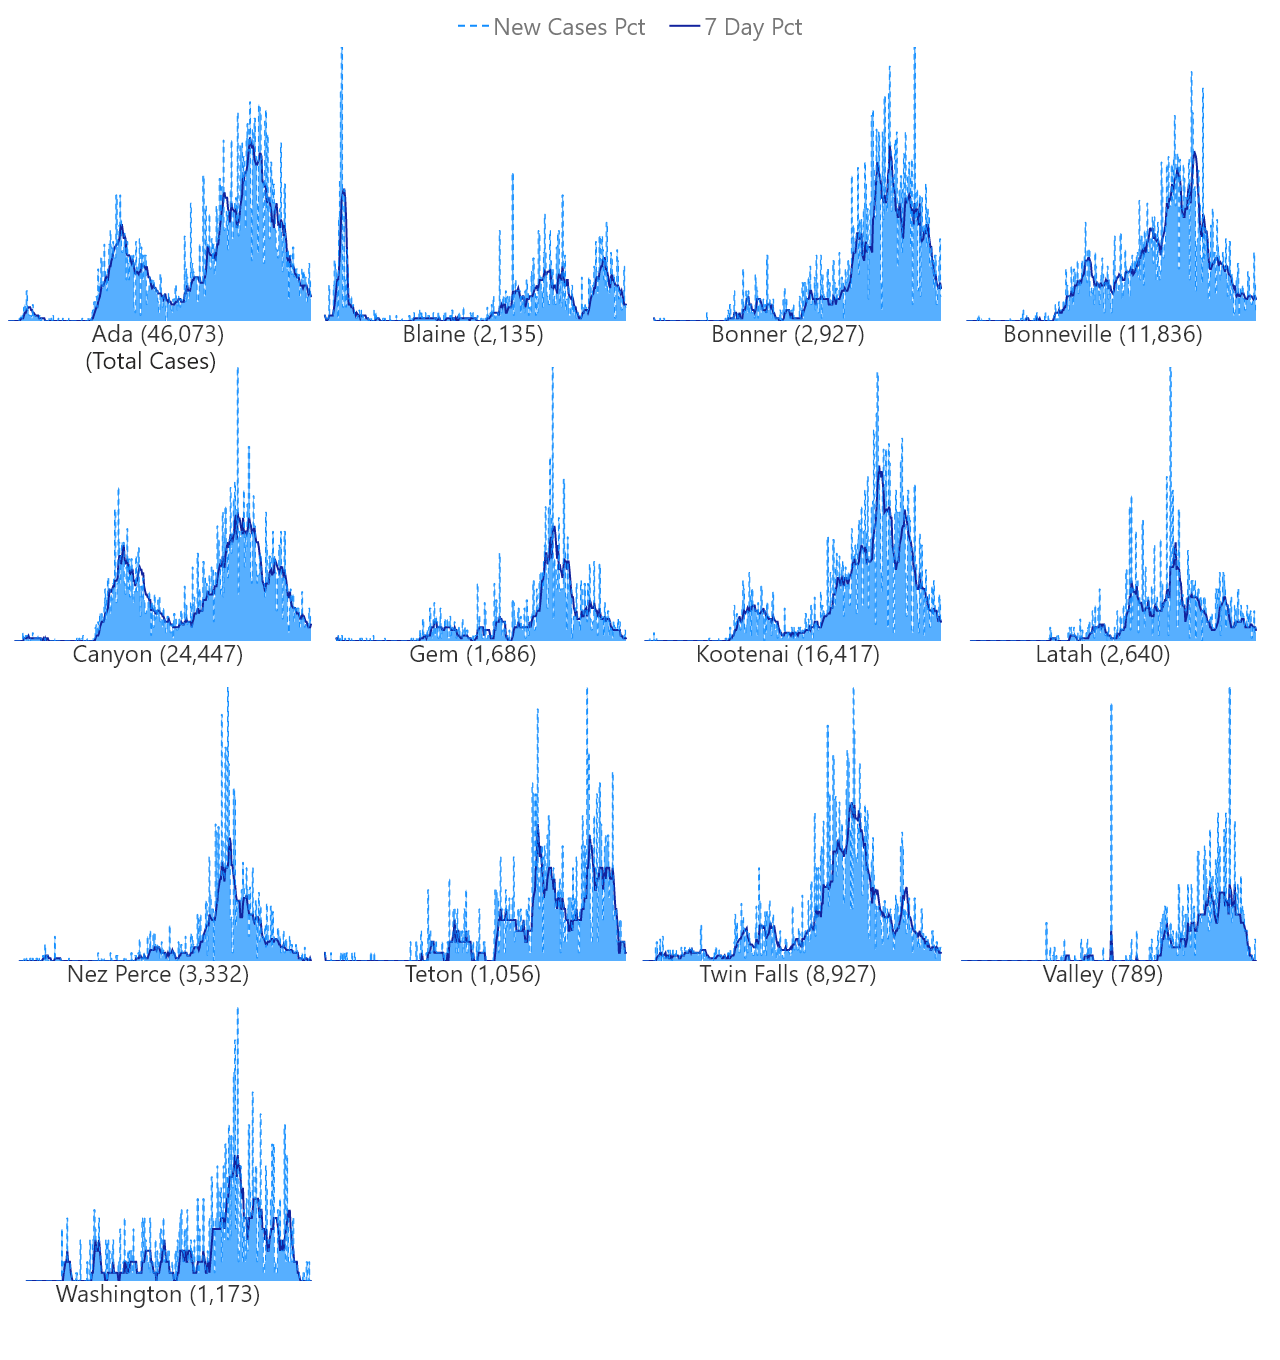 New Cases Pct 7 Day Pct
Ada (46,073)
(Total Cases)
Blaine (2,135)
Bonner (2,927)
Bonneville (11,836)
Canyon (24,447)
Gem (1,686)
Kootenai (16,417)
Latah (2,640)
Nez Perce (3,332)
Teton (1,056)
Twin Falls (8,927)
Valley (789)
Washington (1,173)